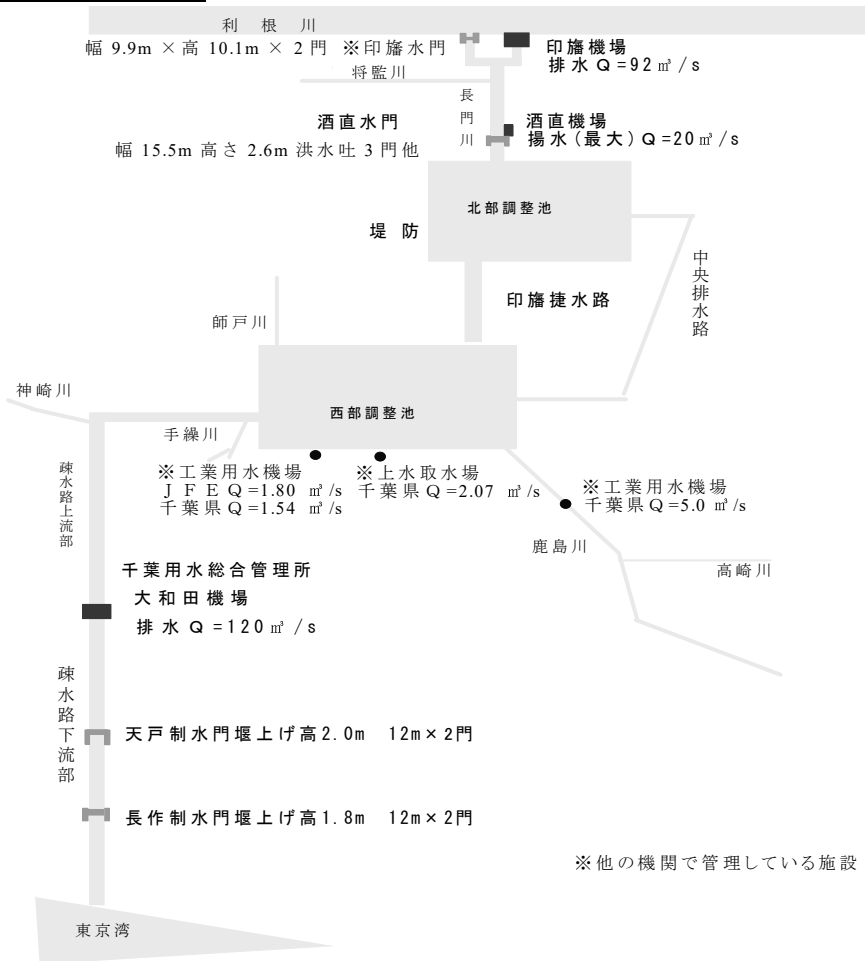 利根川
幅 9.9m × 高 10.1m × 2 門 ※印旛水門
印旛機場
排水 Q =92 ㎥ / s
将監川
長門川
酒直水門
酒直機場
揚水（最大）Q =20 ㎥ / s
幅 15.5m 高さ 2.6m 洪水吐 3 門他
北部調整池
堤 防
中央排水路
印旛捷水路
師戸川
神崎川
西部調整池
手繰川
疎水路上流部
※工業用水機場
J F E Q =1.80 ㎥ /s
千葉県 Q =1.54 ㎥ /s
※上水取水場
千葉県 Q =2.07 ㎥ /s
※工業用水機場
千葉県 Q =5.0 ㎥ /s
鹿島川
高崎川
千葉用水総合管理所
大和田機場
排水 Q =120 ㎥ / s
疎水路下流部
天戸制水門堰上げ高2.0m 12m×2門
長作制水門堰上げ高1.8m 12m×2門
※他の機関で管理している施設
東京湾